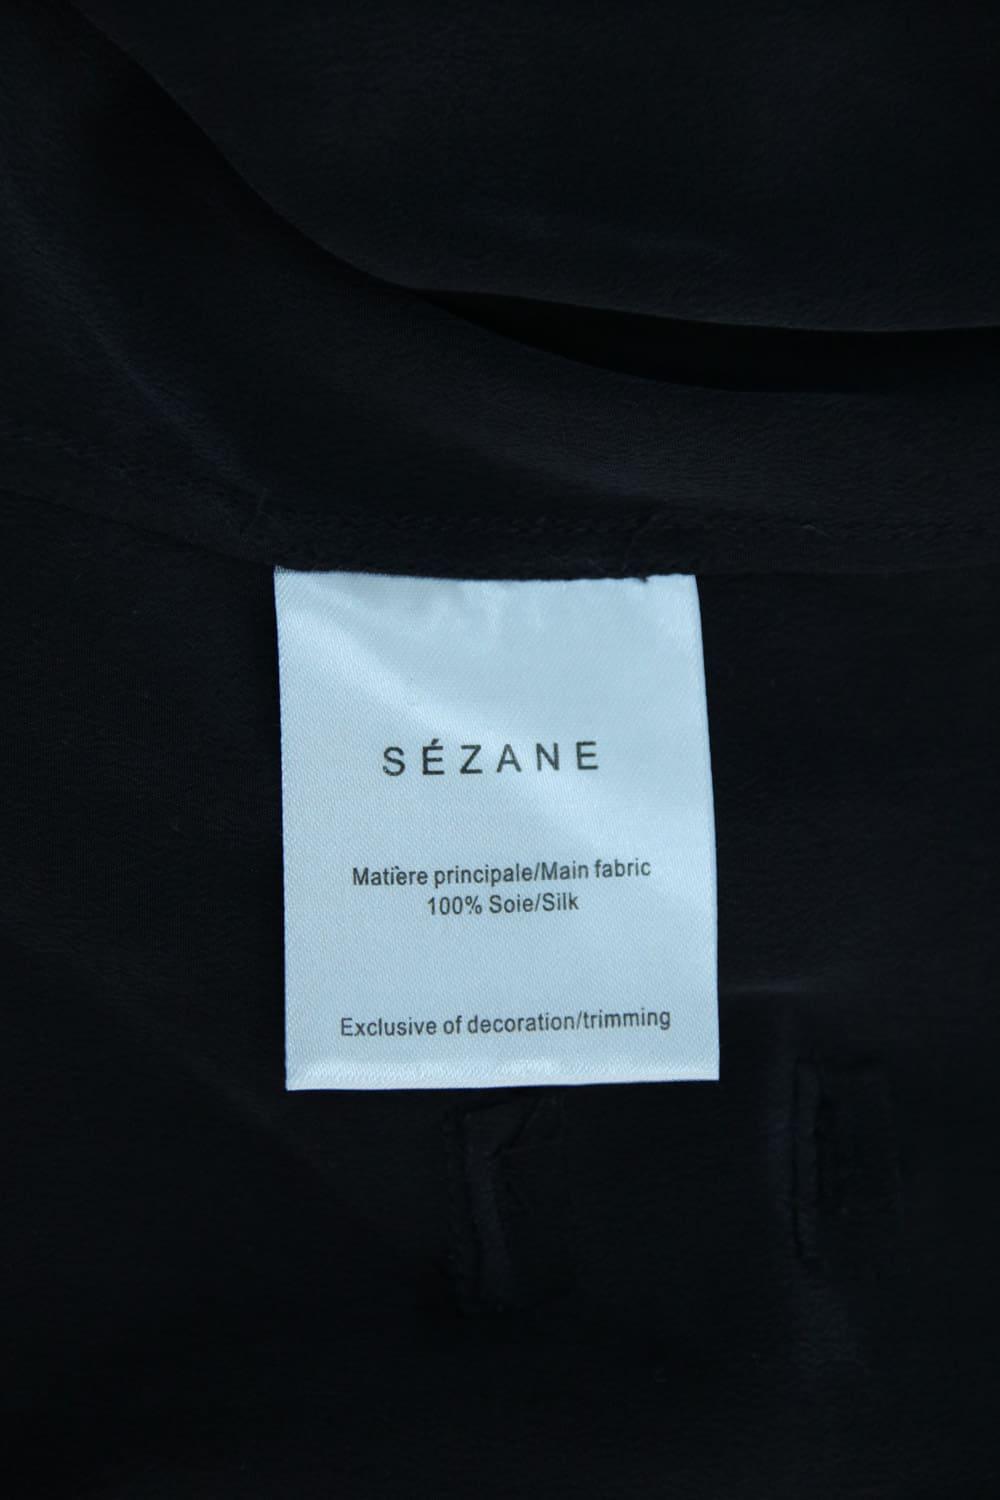 SÉZANE
Matière principale/Main fabric
100% Soie/Silk
Exclusive of decoration/trimming